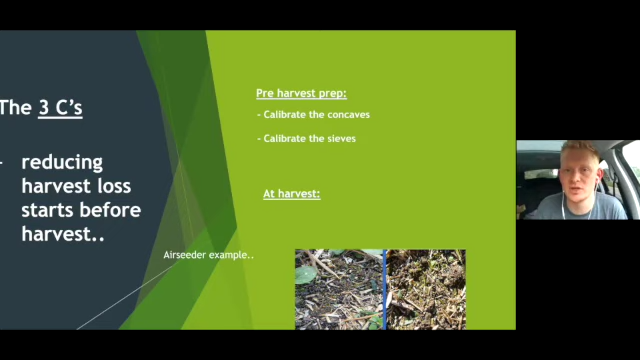 The 3 C's
- reducing
harvest loss
starts before
harvest..
Pre harvest prep:
- Calibrate the concaves
- Calibrate the sieves
At harvest:
Airseeder example..